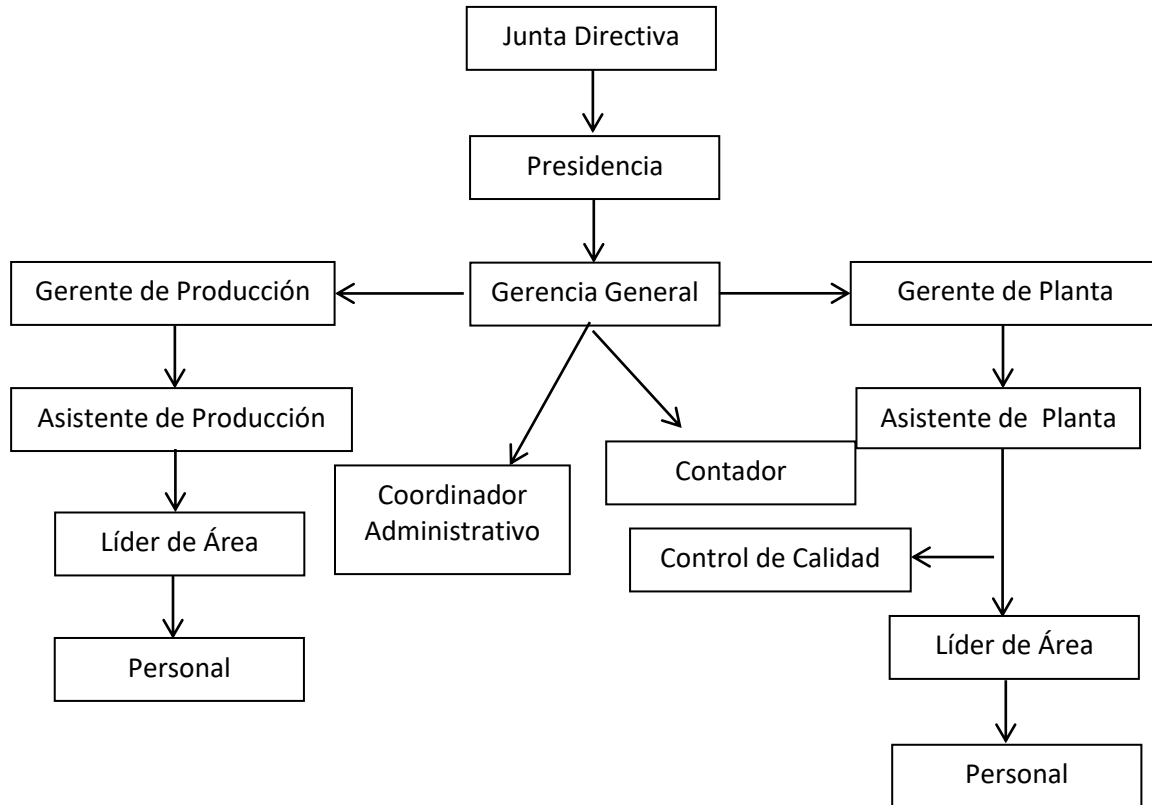 Junta Directiva
Presidencia
Gerente de Producción
Gerencia General
Gerente de Planta
Asistente de Producción
Asistente de Planta
Coordinador
Administrativo
Contador
Líder de Área
Control de Calidad
Líder de Área
Personal
Personal